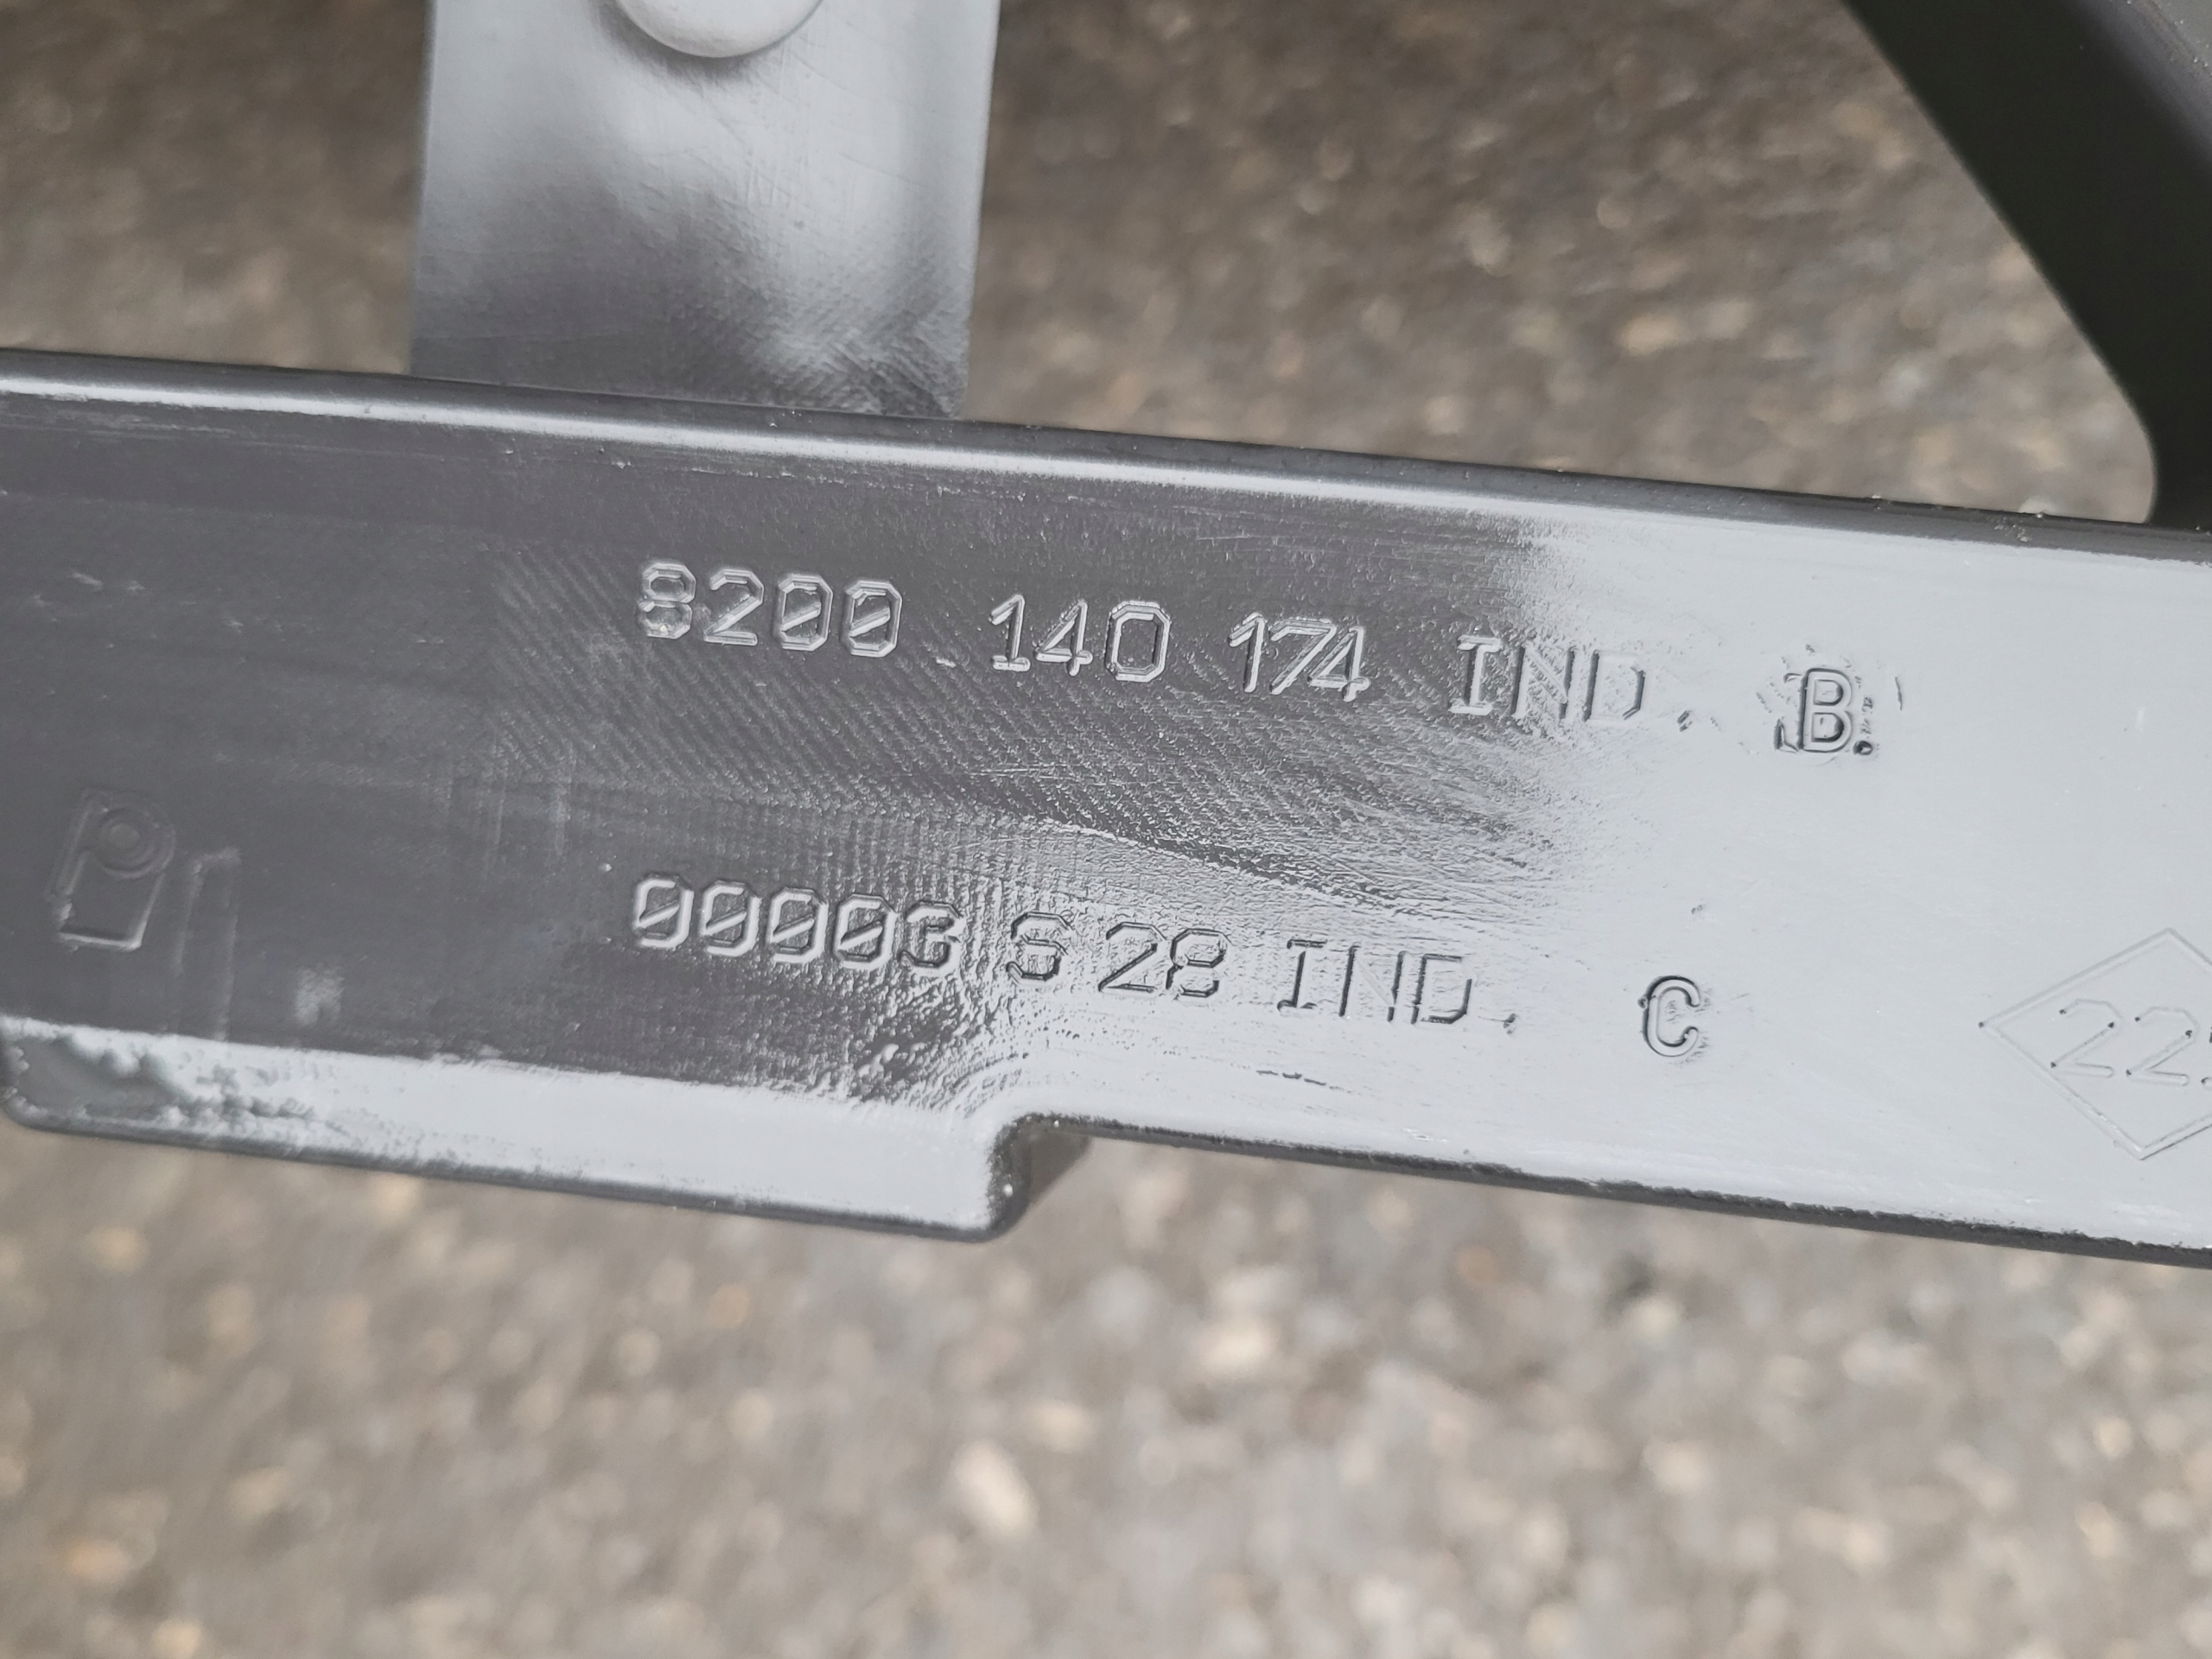 8200 140 174 IND. B.
00003 S 28 IND. C